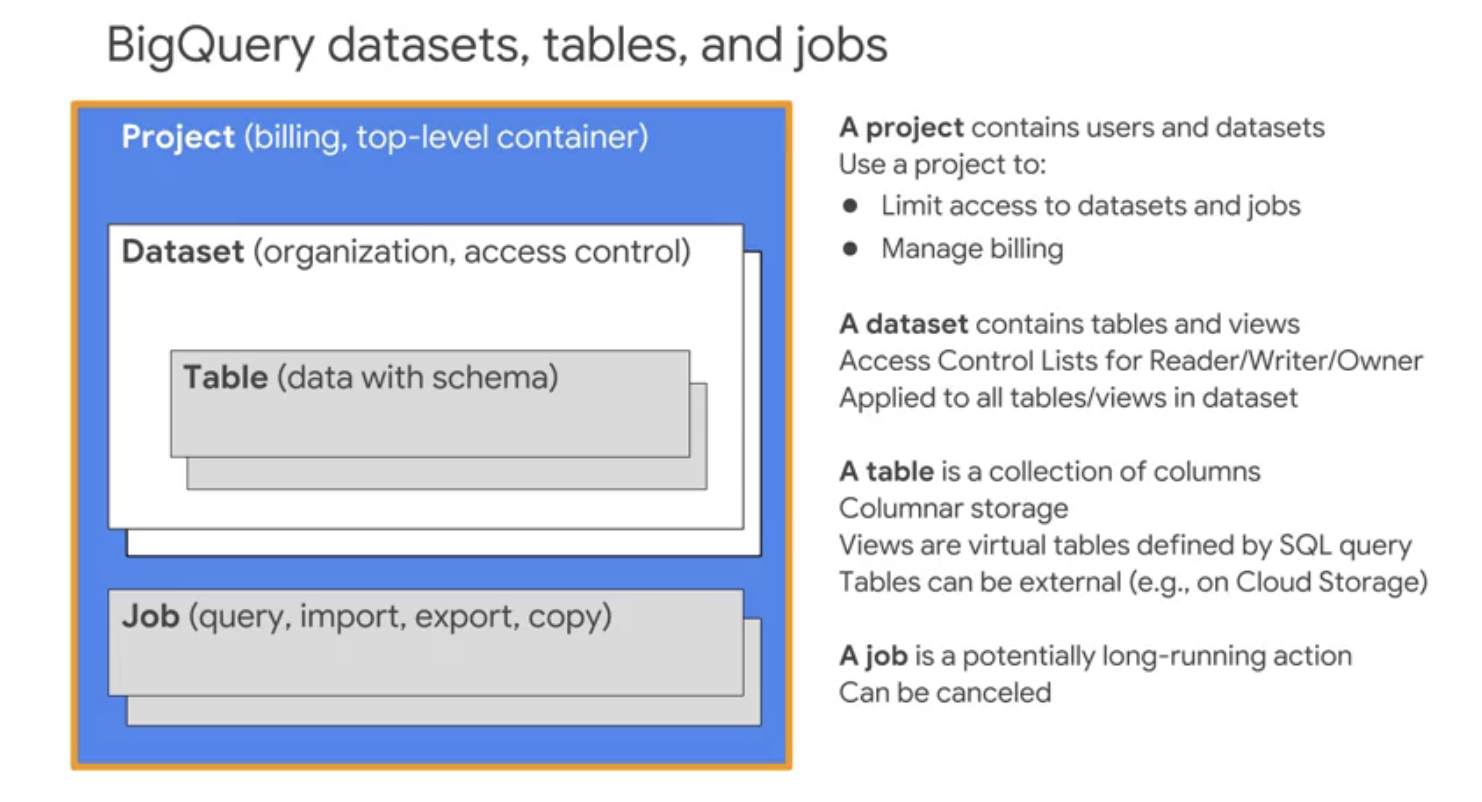 BigQuery datasets, tables, and jobs
Project (billing, top-level container)
Dataset (organization, access control)
Table (data with schema)
Job (query, import, export, copy)
A project contains users and datasets
Use a project to:
● Limit access to datasets and jobs
● Manage billing
A dataset contains tables and views
Access Control Lists for Reader/Writer/Owner
Applied to all tables/views in dataset
A table is a collection of columns
Columnar storage
Views are virtual tables defined by SQL query
Tables can be external (e.g., on Cloud Storage)
A job is a potentially long-running action
Can be canceled